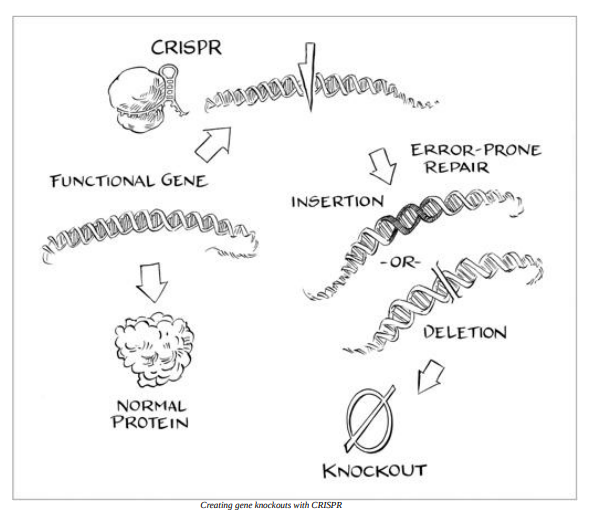 CRISPR
FUNCTIONAL GENE
NORMAL
PROTEIN
ERROR-PRONE
REPAIR
INSERTION
-OR-
DELETION
KNOCKOUT
Creating gene knockouts with CRISPR